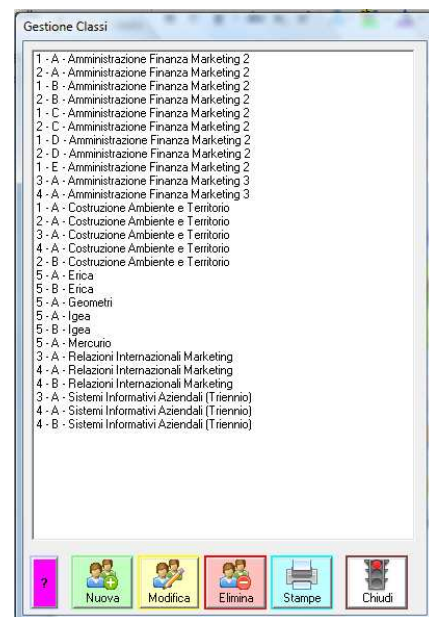 Gestione Classi
1 - A - Amministrazione Finanza Marketing 2
2 - A - Amministrazione Finanza Marketing 2
1 - B - Amministrazione Finanza Marketing 2
2 - B - Amministrazione Finanza Marketing 2
1 - C - Amministrazione Finanza Marketing 2
2 - C - Amministrazione Finanza Marketing 2
1 - D - Amministrazione Finanza Marketing 2
2 - D - Amministrazione Finanza Marketing 2
1 - E - Amministrazione Finanza Marketing 2
3 - A - Amministrazione Finanza Marketing 3
4 - A - Amministrazione Finanza Marketing 3
1 - A - Costruzione Ambiente e Territorio
2 - A - Costruzione Ambiente e Territorio
3 - A - Costruzione Ambiente e Territorio
4 - A - Costruzione Ambiente e Territorio
2 - B - Costruzione Ambiente e Territorio
5 - A - Erica
5 - B - Erica
5 - A - Geometri
5 - A - Igea
5 - B - Igea
5 - A - Mercurio
3 - A - Relazioni Internazionali Marketing
4 - A - Relazioni Internazionali Marketing
4 - B - Relazioni Internazionali Marketing
3 - A - Sistemi Informativi Aziendali (Triennio)
4 - A - Sistemi Informativi Aziendali (Triennio)
4 - B - Sistemi Informativi Aziendali (Triennio)
? Nuova Modifica Elimina Stampe Chiudi